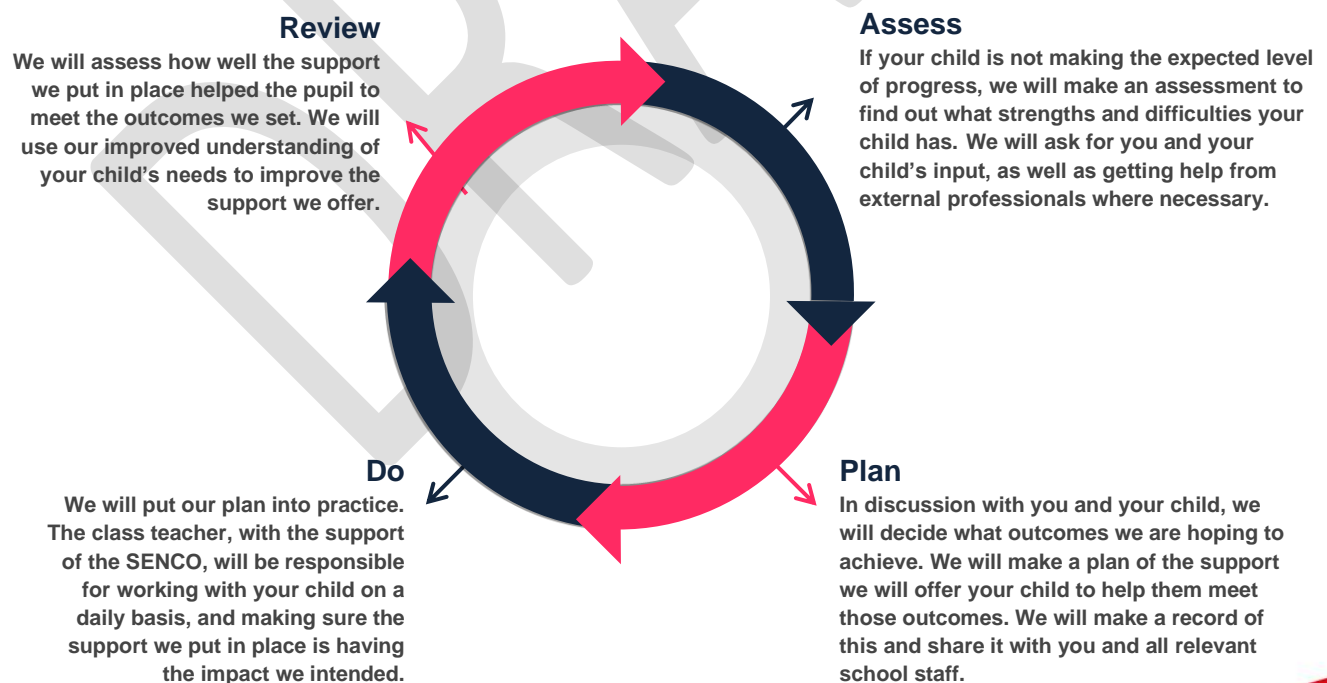 Review
We will assess how well the support
we put in place helped the pupil to
meet the outcomes we set. We will
use our improved understanding of
your child’s needs to improve the
support we offer.
Assess
If your child is not making the expected level
of progress, we will make an assessment to
find out what strengths and difficulties your
child has. We will ask for you and your
child’s input, as well as getting help from
external professionals where necessary.
Do
We will put our plan into practice.
The class teacher, with the support
of the SENCO, will be responsible
for working with your child on a
daily basis, and making sure the
support we put in place is having
the impact we intended.
Plan
In discussion with you and your child, we
will decide what outcomes we are hoping to
achieve. We will make a plan of the support
we will offer your child to help them meet
those outcomes. We will make a record of
this and share it with you and all relevant
school staff.